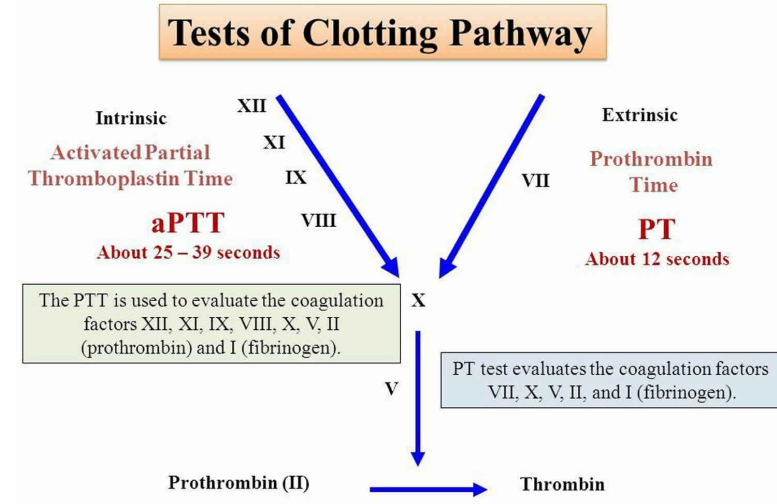 Tests of Clotting Pathway
Intrinsic
Activated Partial
Thromboplastin Time
aPTT
About 25 – 39 seconds
XII
XI
IX
VIII
Extrinsic
Prothrombin
Time
PT
About 12 seconds
VII
The PTT is used to evaluate the coagulation
factors XII, XI, IX, VIII, X, V, II
(prothrombin) and I (fibrinogen).
X
PT test evaluates the coagulation factors
VII, X, V, II, and I (fibrinogen).
V
Prothrombin (II)
Thrombin